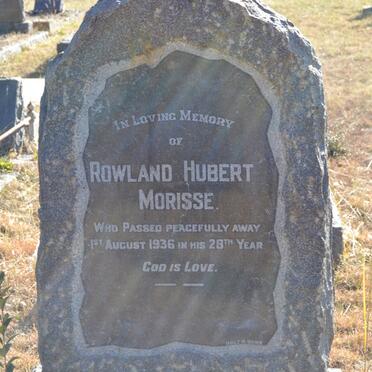 IN LOVING MEMORY
OF
ROWLAND HUBERT
MORISSE.
WHO PASSED PEACEFULLY AWAY
1ST AUGUST 1936 IN HIS 28TH YEAR
GOD IS LOVE.